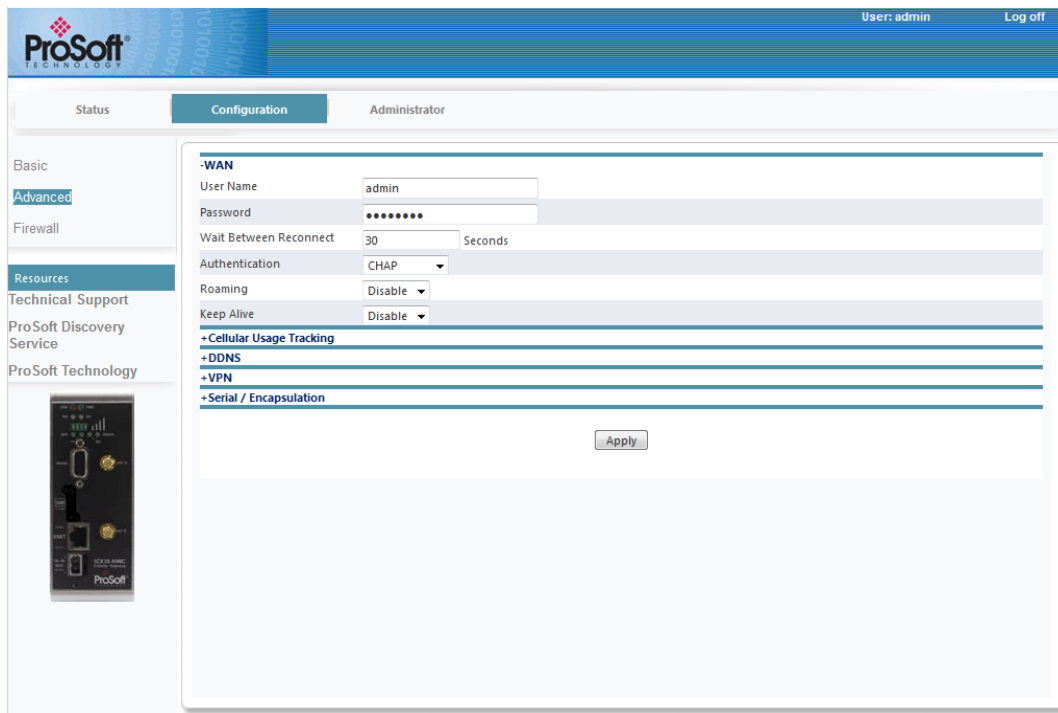 User: admin
Log off
ProSoft®
TECHNOLOGY
Status
Configuration
Administrator
Basic
Advanced
Firewall
Resources
Technical Support
ProSoft Discovery
Service
ProSoft Technology
-WAN
User Name
admin
Password
••••••••
Wait Between Reconnect
30
Seconds
Authentication
CHAP
Roaming
Disable
Keep Alive
Disable
+Cellular Usage Tracking
+DDNS
+VPN
+Serial / Encapsulation
Apply
ProSoft